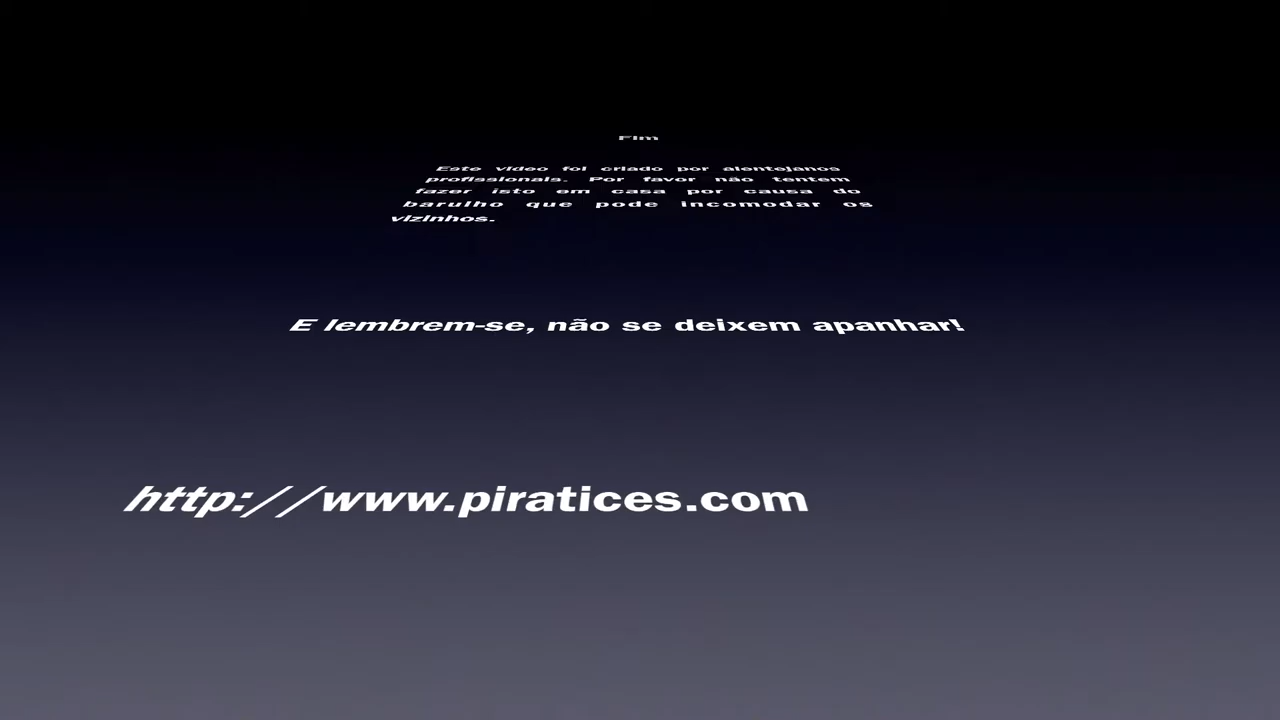 Fim
Este vídeo foi criado por alentejanos
profissionais. Por favor não tentem
fazer isto em casa por causa do
barulho que pode incomodar os
vizinhos.
E lembrem-se, não se deixem apanhar!
http://www.piratices.com